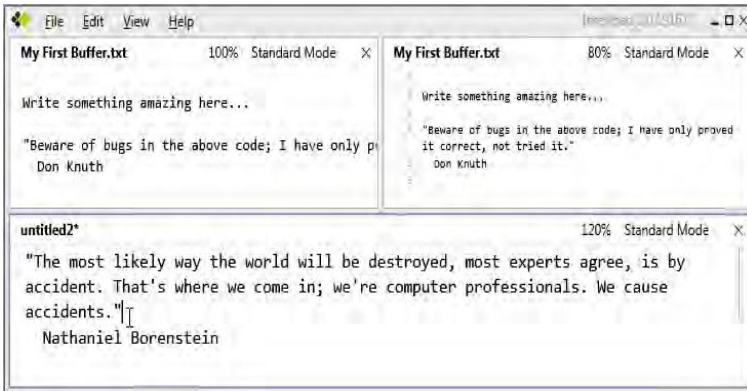 File Edit View Help
My First Buffer.txt 100% Standard Mode X
Write something amazing here...
"Beware of bugs in the above code; I have only
Don Knuth
My First Buffer.txt 80% Standard Mode X
Write something amazing here...
"Beware of bugs in the above code; I have only proved
it correct, not tried it."
Don Knuth
untitled2* 120% Standard Mode X
"The most likely way the world will be destroyed, most experts agree, is by
accident. That's where we come in; we're computer professionals. We cause
accidents."
Nathaniel Borenstein